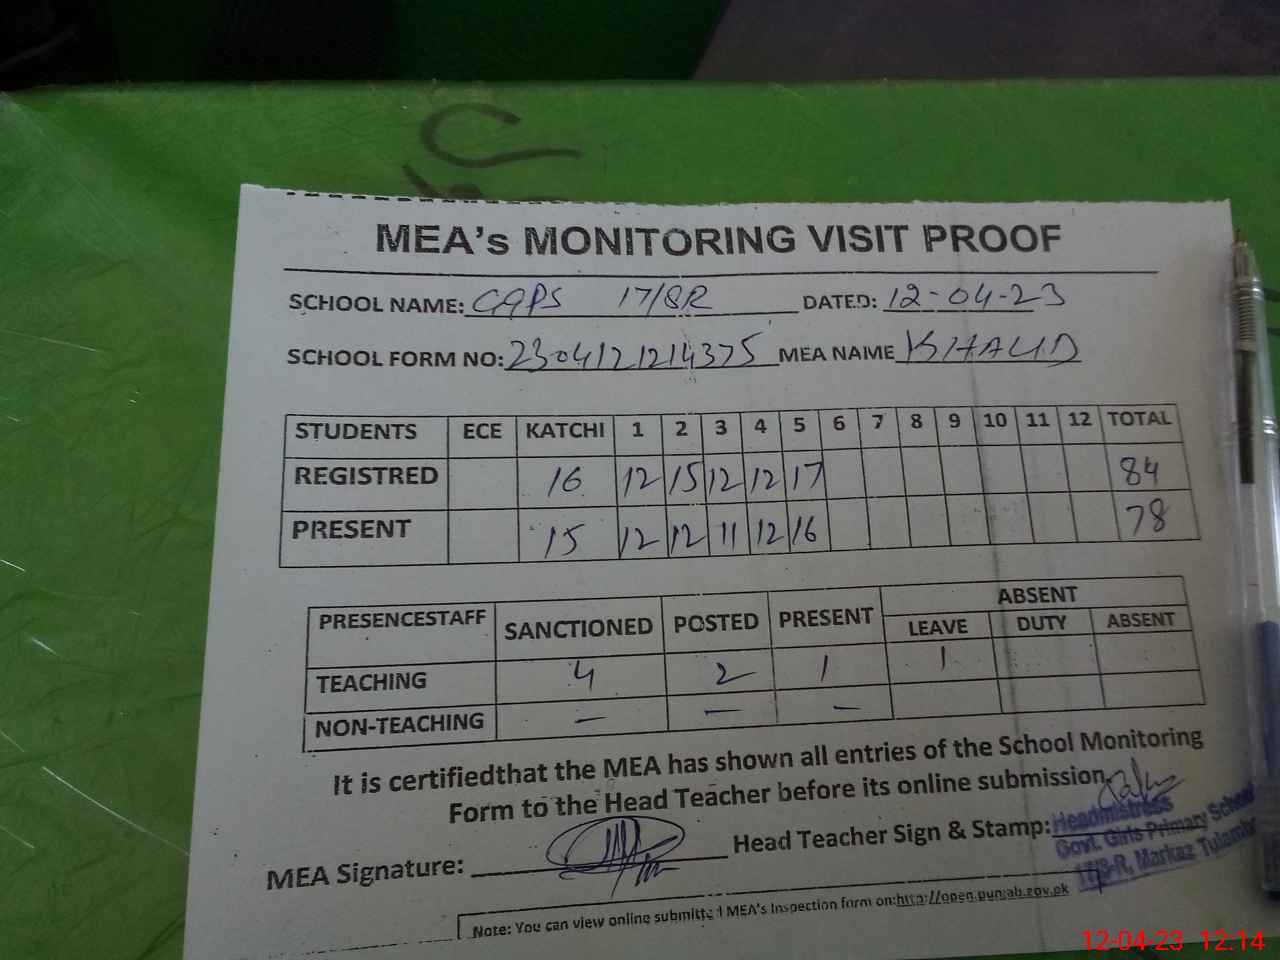 MEA's MONITORING VISIT PROOF
SCHOOL NAME: GGPS 17/8R DATED: 12-04-23
SCHOOL FORM NO: 2304121214375 MEA NAME KHALID
STUDENTS ECE KATCHI 1 2 3 4 5 6 7 8 9 10 11 12 TOTAL
REGISTRED 16 12 15 12 12 17 84
PRESENT 15 12 12 11 12 16 78
PRESENCESTAFF SANCTIONED POSTED PRESENT ABSENT
LEAVE DUTY ABSENT
TEACHING 4 2 1 1
NON-TEACHING — — —
It is certifiedthat the MEA has shown all entries of the School Monitoring
Form to the Head Teacher before its online submission
MEA Signature: Head Teacher Sign & Stamp:
Headmistress
Govt. Girls Primary School
17/8-R, Markaz Tulamba
Note: You can view online submitted MEA's Inspection form on:http://open.punjab.gov.pk
12-04-23 12:14